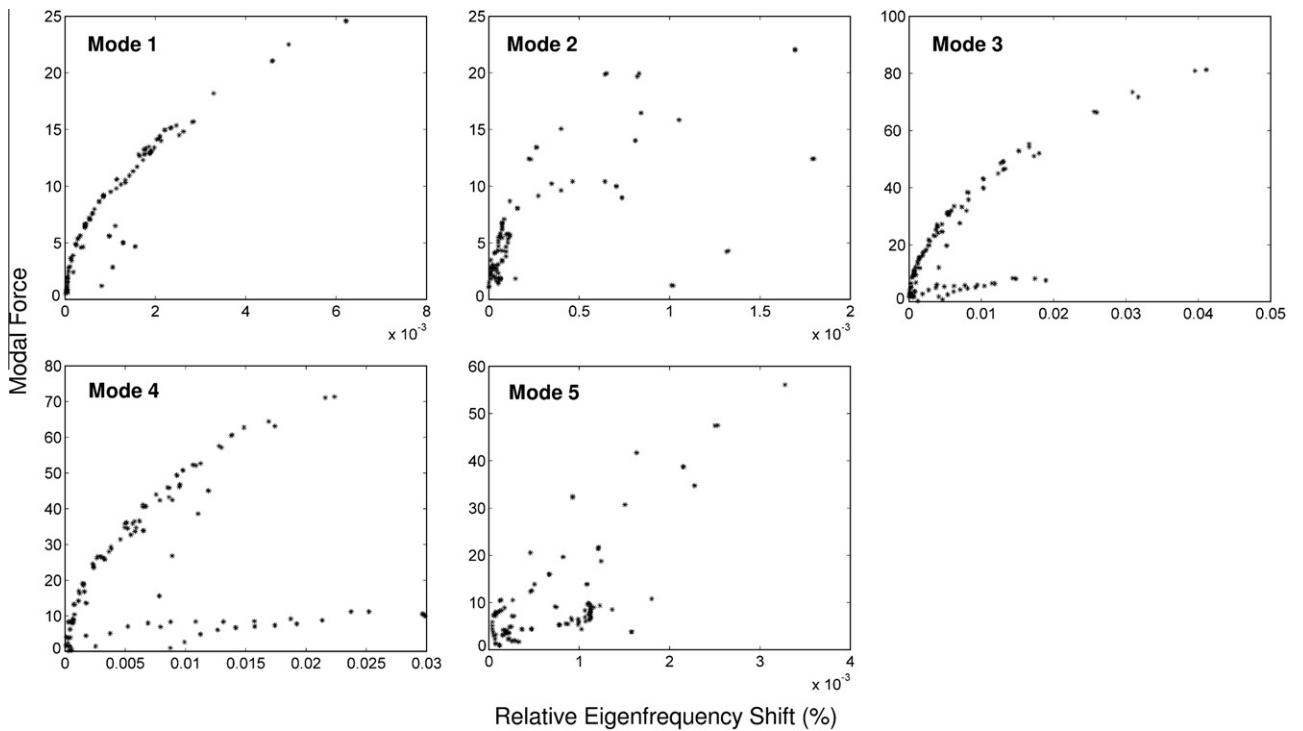 Modal Force
Mode 1
25
20
15
10
5
0
0 2 4 6 8
x 10⁻³
Mode 2
25
20
15
10
5
0
0 0.5 1 1.5 2
x 10⁻³
Mode 3
100
80
60
40
20
0
0 0.01 0.02 0.03 0.04 0.05
Mode 4
80
70
60
50
40
30
20
10
0
0 0.005 0.01 0.015 0.02 0.025 0.03
Mode 5
60
50
40
30
20
10
0
0 1 2 3 4
x 10⁻³
Relative Eigenfrequency Shift (%)